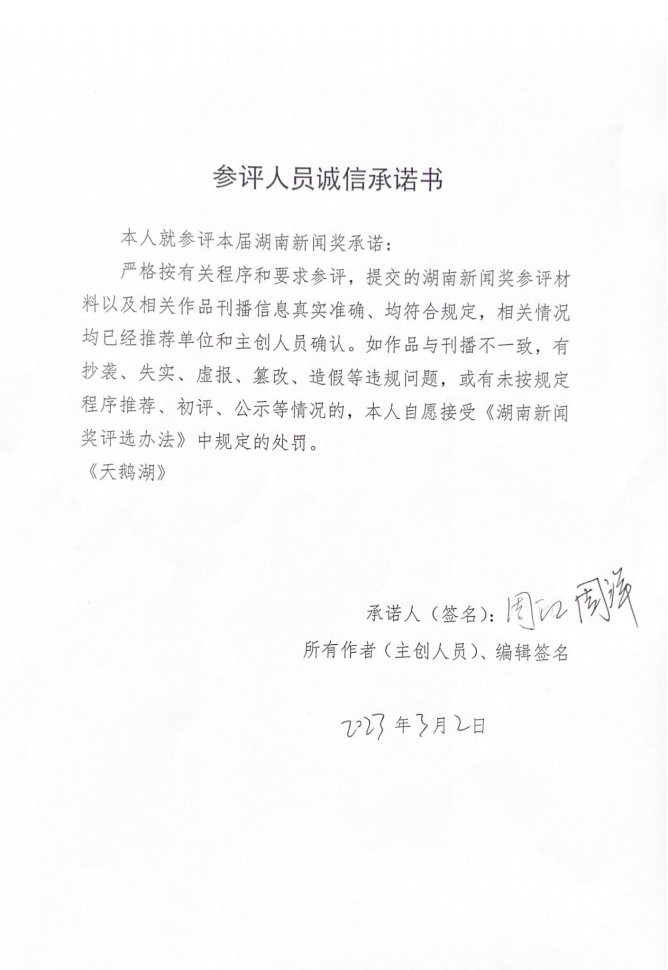 参评人员诚信承诺书
本人就参评本届湖南新闻奖承诺：
严格按有关程序和要求参评，提交的湖南新闻奖参评材
料以及相关作品刊播信息真实准确、均符合规定，相关情况
均已经推荐单位和主创人员确认。如作品与刊播不一致，有
抄袭、失实、虚报、篡改、造假等违规问题，或有未按规定
程序推荐、初评、公示等情况的，本人自愿接受《湖南新闻
奖评选办法》中规定的处罚。
《天鹅湖》
承诺人（签名）：周江 周洋
所有作者（主创人员）、编辑签名
2023年3月2日